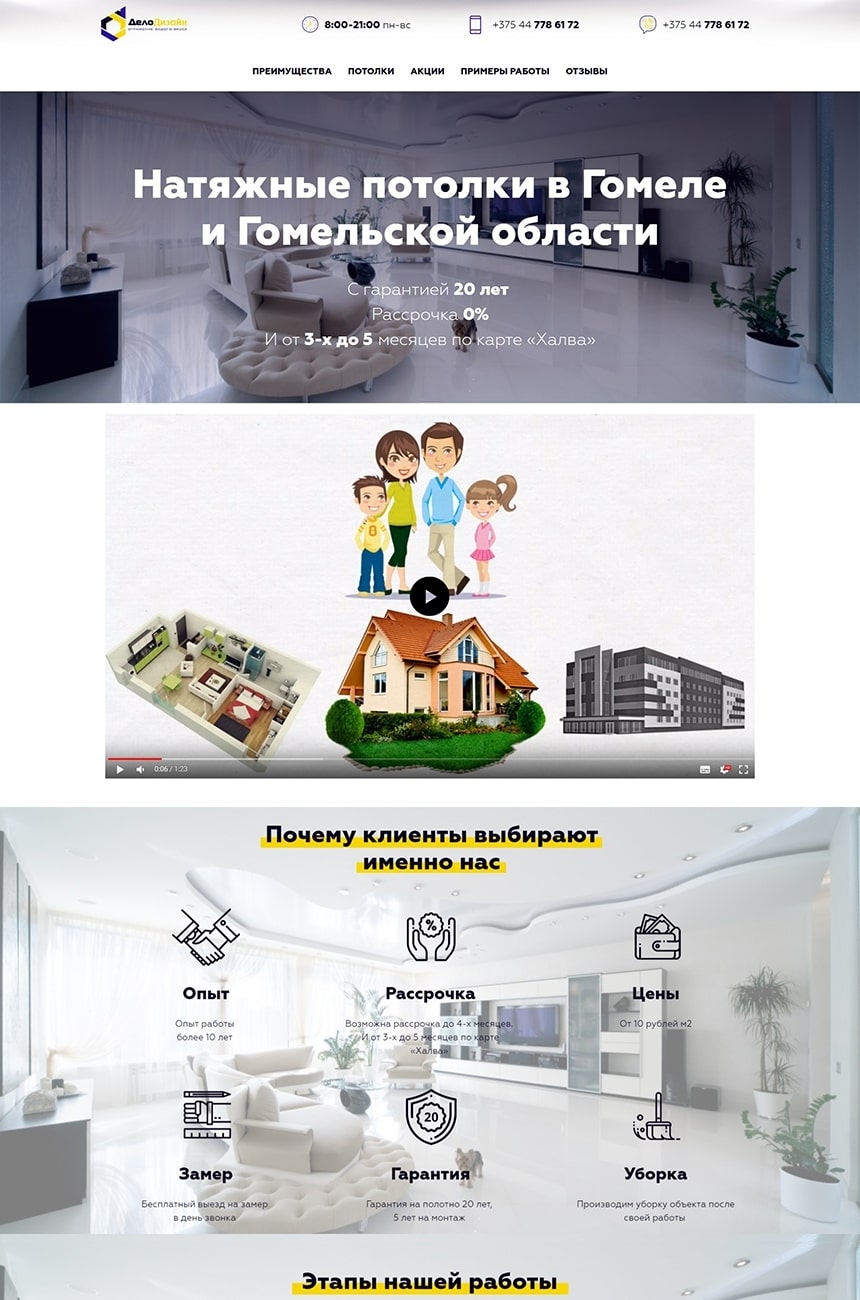 ДелоДизайн
ОТРАЖЕНИЕ ВАШЕГО ВКУСА
8:00-21:00 пн-вс
+375 44 778 61 72
+375 44 778 61 72
ПРЕИМУЩЕСТВА ПОТОЛКИ АКЦИИ ПРИМЕРЫ РАБОТЫ ОТЗЫВЫ
Натяжные потолки в Гомеле
и Гомельской области
С гарантией 20 лет
Рассрочка 0%
И от 3-х до 5 месяцев по карте «Халва»
8
0:06 / 1:23
Почему клиенты выбирают
именно нас
%
Опыт
Рассрочка
Цены
Опыт работы
более 10 лет
Возможна рассрочка до 4-х месяцев.
И от 3-х до 5 месяцев по карте
«Халва»
От 10 рублей м2
20
Замер
Гарантия
Уборка
Бесплатный выезд на замер
в день звонка
Гарантия на полотно 20 лет,
5 лет на монтаж
Производим уборку объекта после
своей работы
Этапы нашей работы